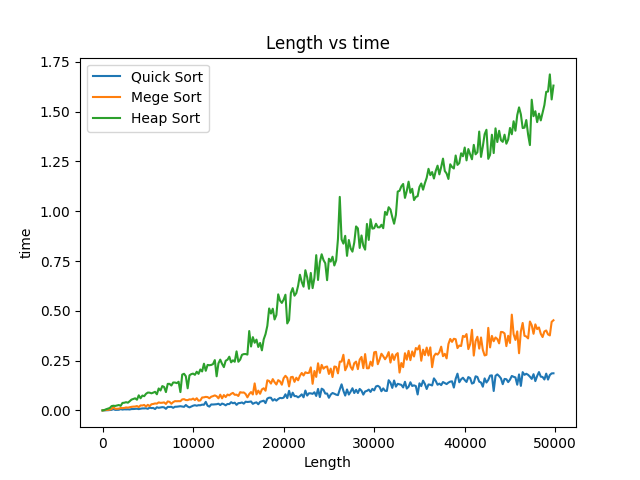 Length vs time
Quick Sort
Mege Sort
Heap Sort
1.75
1.50
1.25
1.00
0.75
0.50
0.25
0.00
time
0 10000 20000 30000 40000 50000
Length